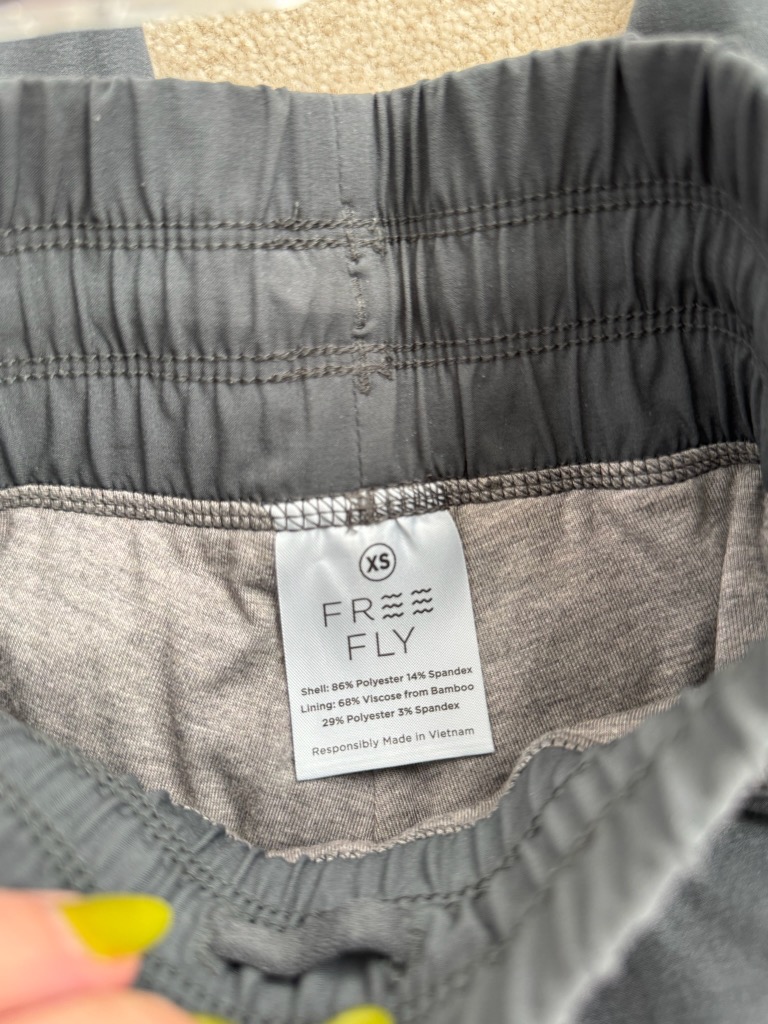 XS
FREE
FLY
Shell: 86% Polyester 14% Spandex
Lining: 68% Viscose from Bamboo
29% Polyester 3% Spandex
Responsibly Made in Vietnam